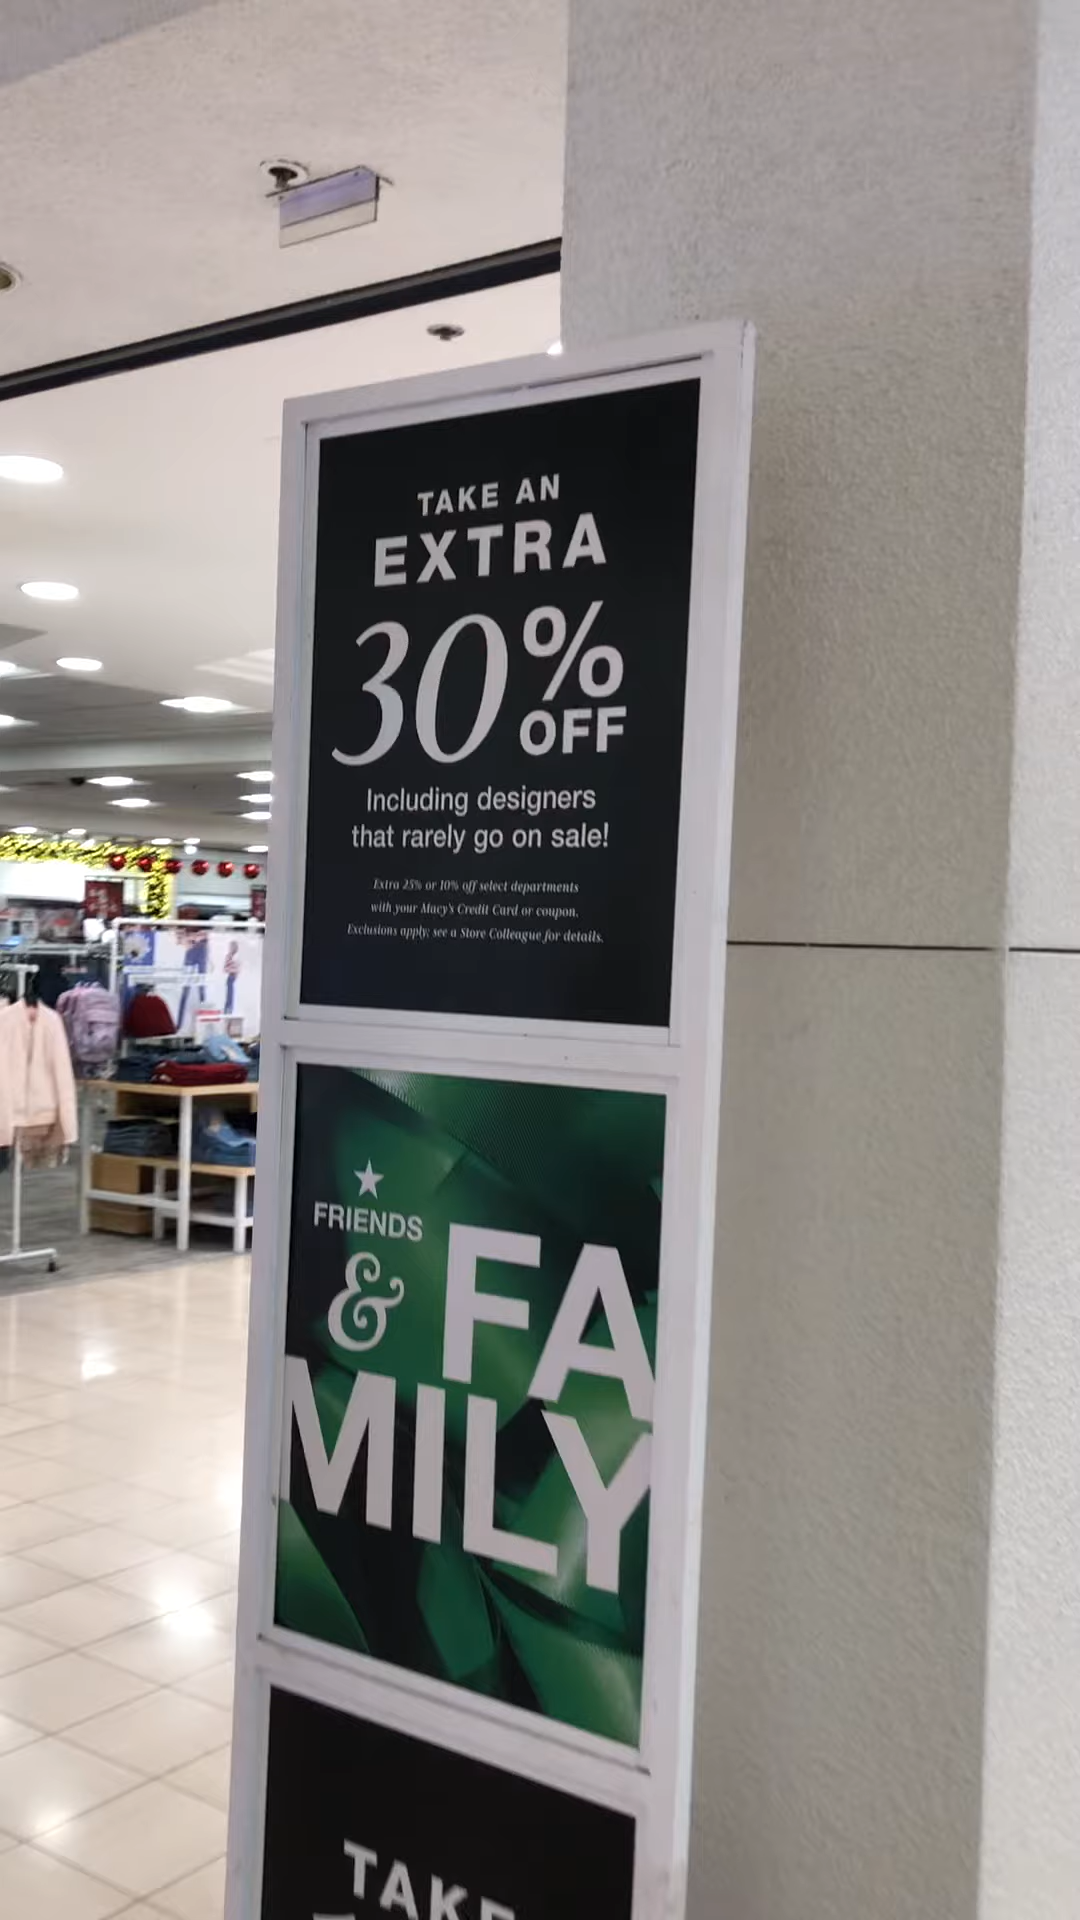 TAKE AN
EXTRA
30%
OFF
Including designers
that rarely go on sale!
Extra 25% or 10% off select departments
with your Macy's Credit Card or coupon.
Exclusions apply; see a Store Colleague for details.
FRIENDS
& FA
MILY
TAKE